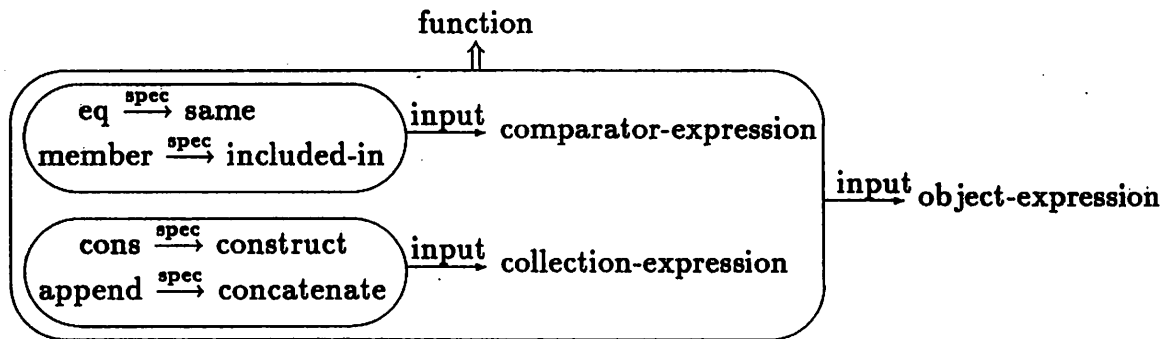 function
eq spec same
member spec included-in
input comparator-expression
input object-expression
cons spec construct
append spec concatenate
input collection-expression